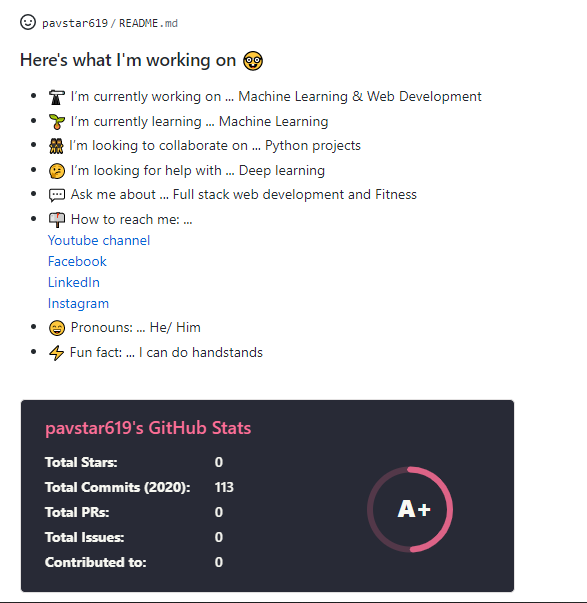 pavstar619/README.md
Here's what I'm working on 🤓
🔭 I'm currently working on ... Machine Learning & Web Development
🌱 I'm currently learning ... Machine Learning
👯 I'm looking to collaborate on ... Python projects
🤔 I'm looking for help with ... Deep learning
💬 Ask me about ... Full stack web development and Fitness
📫 How to reach me: ...
Youtube channel
Facebook
LinkedIn
Instagram
😄 Pronouns: ... He/ Him
⚡ Fun fact: ... I can do handstands
pavstar619's GitHub Stats
Total Stars: 0
Total Commits (2020): 113
Total PRs: 0
Total Issues: 0
Contributed to: 0
A+